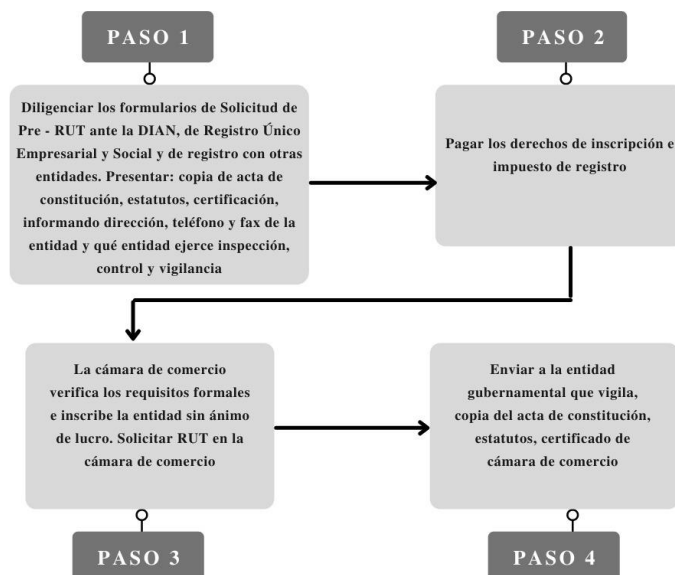 PASO 1
Diligenciar los formularios de Solicitud de
Pre - RUT ante la DIAN, de Registro Único
Empresarial y Social y de registro con otras
entidades. Presentar: copia de acta de
constitución, estatutos, certificación,
informando dirección, teléfono y fax de la
entidad y qué entidad ejerce inspección,
control y vigilancia
PASO 2
Pagar los derechos de inscripción e
impuesto de registro
La cámara de comercio
verifica los requisitos formales
e inscribe la entidad sin ánimo
de lucro. Solicitar RUT en la
cámara de comercio
PASO 3
Enviar a la entidad
gubernamental que vigila,
copia del acta de constitución,
estatutos, certificado de
cámara de comercio
PASO 4